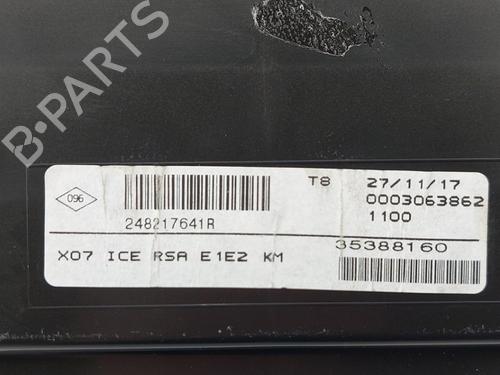 B-PARTS
096
248217641R
T8 27/11/17
0003063862
1100
X07 ICE RSA E1E2 KM
35388160